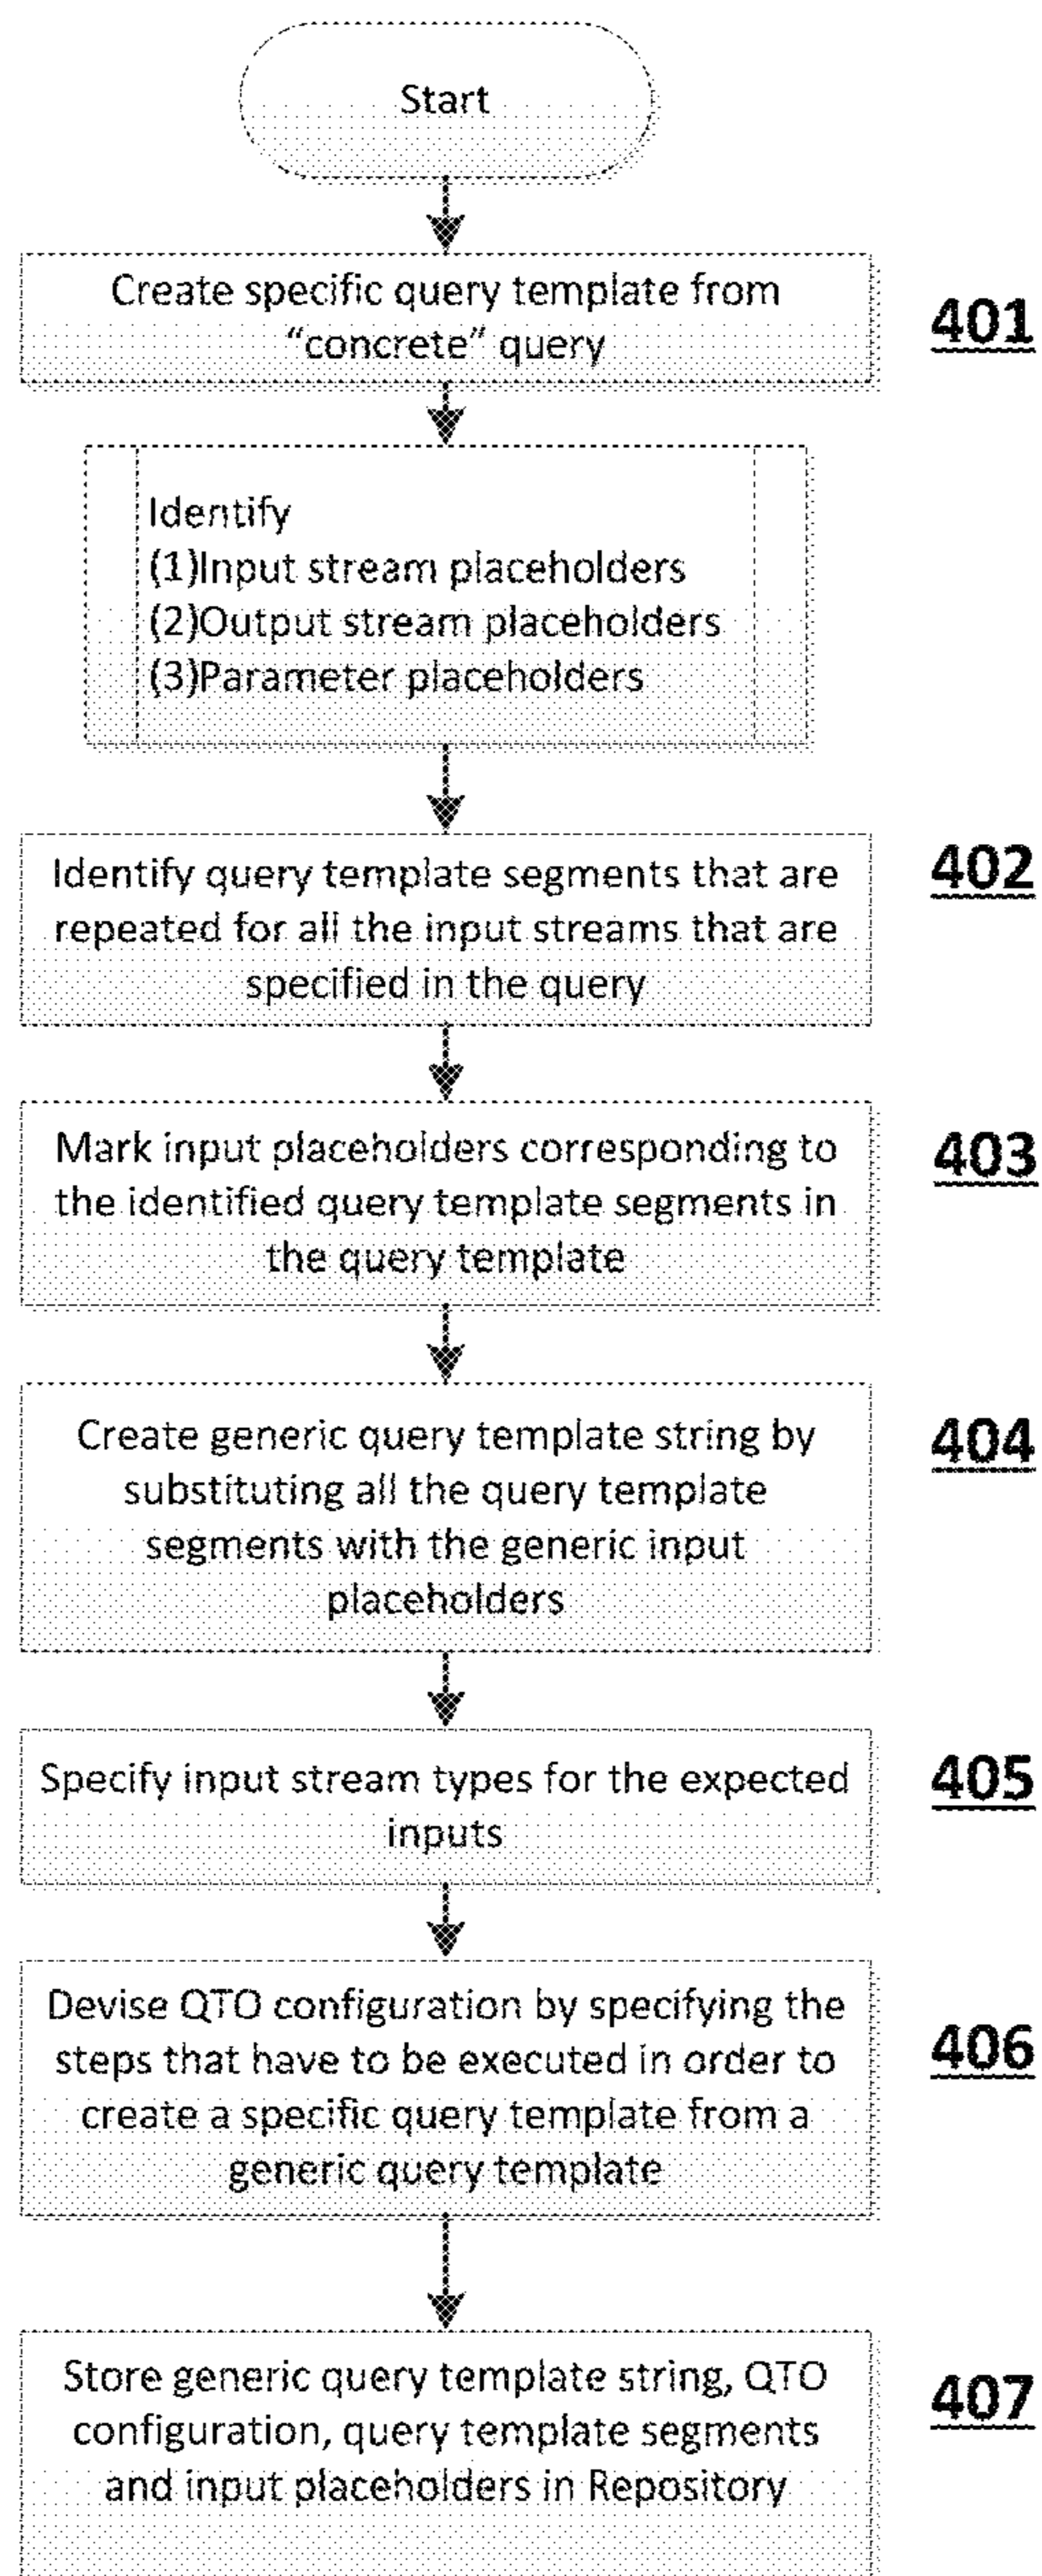 Start
Create specific query template from
“concrete” query
401
Identify
(1)Input stream placeholders
(2)Output stream placeholders
(3)Parameter placeholders
Identify query template segments that are
repeated for all the input streams that are
specified in the query
402
Mark input placeholders corresponding to
the identified query template segments in
the query template
403
Create generic query template string by
substituting all the query template
segments with the generic input
placeholders
404
Specify input stream types for the expected
inputs
405
Devise QTO configuration by specifying the
steps that have to be executed in order to
create a specific query template from a
generic query template
406
Store generic query template string, QTO
configuration, query template segments
and input placeholders in Repository
407